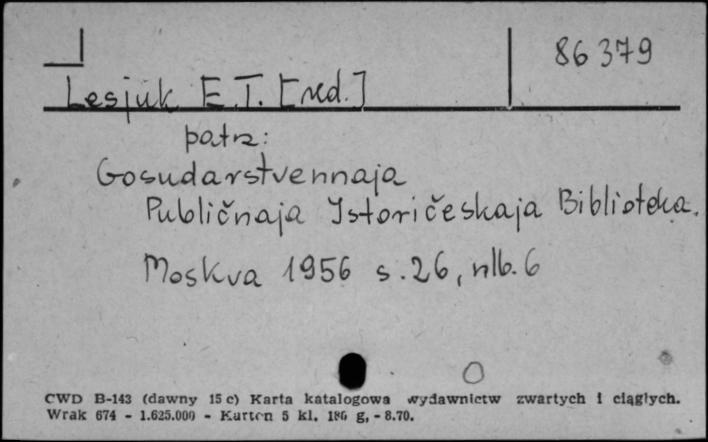 86379
Lesjuk E.T. [red.]
patrz:
Gosudarstvennaja
Publičnaja Istoričeskaja Biblioteka.
Moskva 1956 s. 26, nlb. 6
CWD B-143 (dawny 15 c) Karta katalogowa wydawnictw zwartych i ciągłych.
Wrak 674 - 1.625.000 - Karton 5 kl. 180 g, - 8.70.